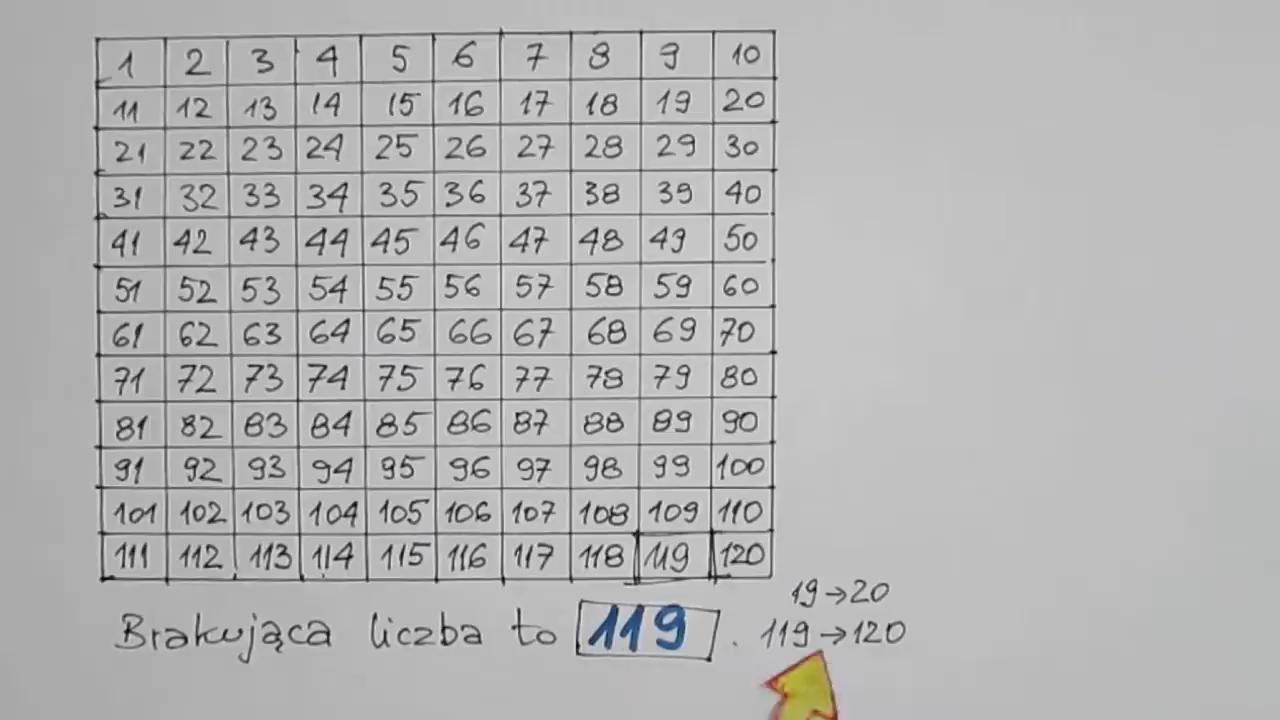 1 2 3 4 5 6 7 8 9 10
11 12 13 14 15 16 17 18 19 20
21 22 23 24 25 26 27 28 29 30
31 32 33 34 35 36 37 38 39 40
41 42 43 44 45 46 47 48 49 50
51 52 53 54 55 56 57 58 59 60
61 62 63 64 65 66 67 68 69 70
71 72 73 74 75 76 77 78 79 80
81 82 83 84 85 86 87 88 89 90
91 92 93 94 95 96 97 98 99 100
101 102 103 104 105 106 107 108 109 110
111 112 113 114 115 116 117 118 119 120
19→20
Brakująca liczba to 119. 119→120